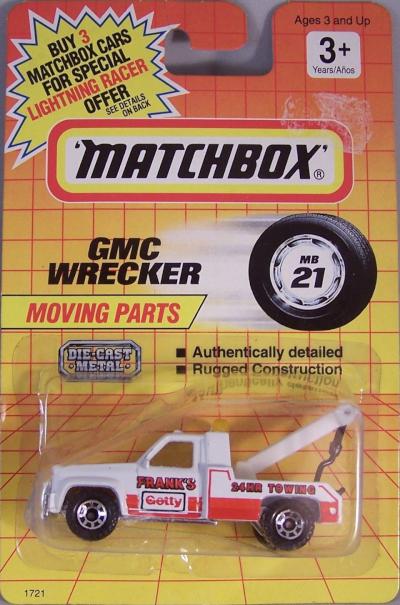 BUY 3
MATCHBOX CARS
FOR SPECIAL
LIGHTNING RACER
OFFER
SEE DETAILS
ON BACK
Ages 3 and Up
3+
Years/Años
'MATCHBOX'®
GMC
WRECKER
MB
21
MOVING PARTS
DIE-CAST
METAL
■ Authentically detailed
■ Rugged Construction
FRANK'S
Getty
24HR TOWING
1721